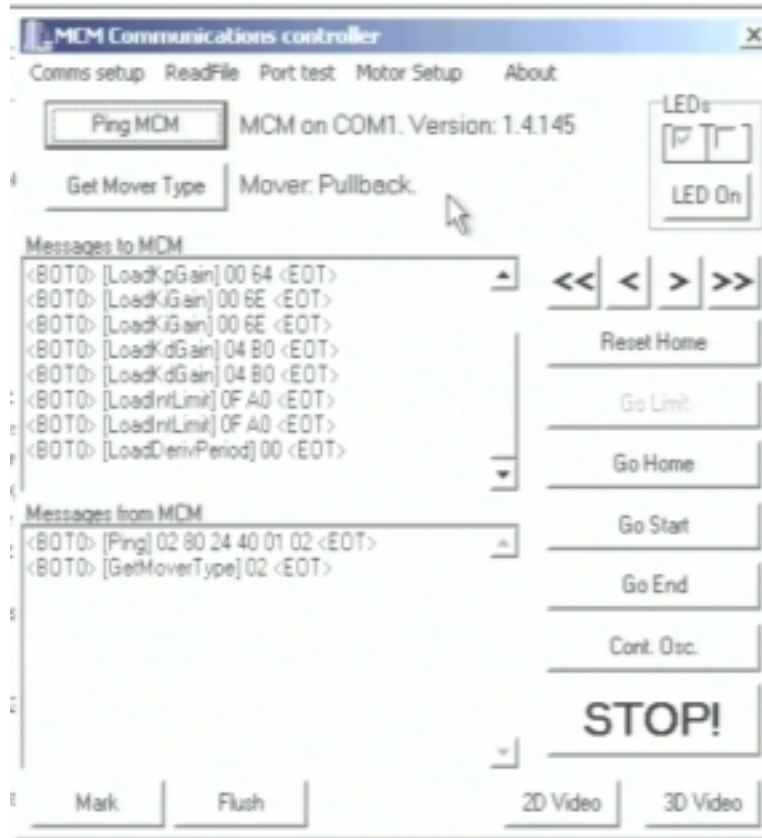 MCM Communications controller
Comms setup ReadFile Port test Motor Setup About
Ping MCM MCM on COM1. Version: 1.4.145
LEDs
Get Mover Type Mover: Pullback.
LED On
Messages to MCM
<BOT0> [LoadKpGain] 00 64 <EOT>
<BOT0> [LoadKiGain] 00 6E <EOT>
<BOT0> [LoadKiGain] 00 6E <EOT>
<BOT0> [LoadKdGain] 04 B0 <EOT>
<BOT0> [LoadKdGain] 04 B0 <EOT>
<BOT0> [LoadIntLimit] 0F A0 <EOT>
<BOT0> [LoadIntLimit] 0F A0 <EOT>
<BOT0> [LoadDerivPeriod] 00 <EOT>
<< < > >>
Reset Home
Go Limit
Go Home
Go Start
Go End
Cont. Osc.
STOP!
Messages from MCM
<BOT0> [Ping] 02 80 24 40 01 02 <EOT>
<BOT0> [GetMoverType] 02 <EOT>
Mark Flush 2D Video 3D Video